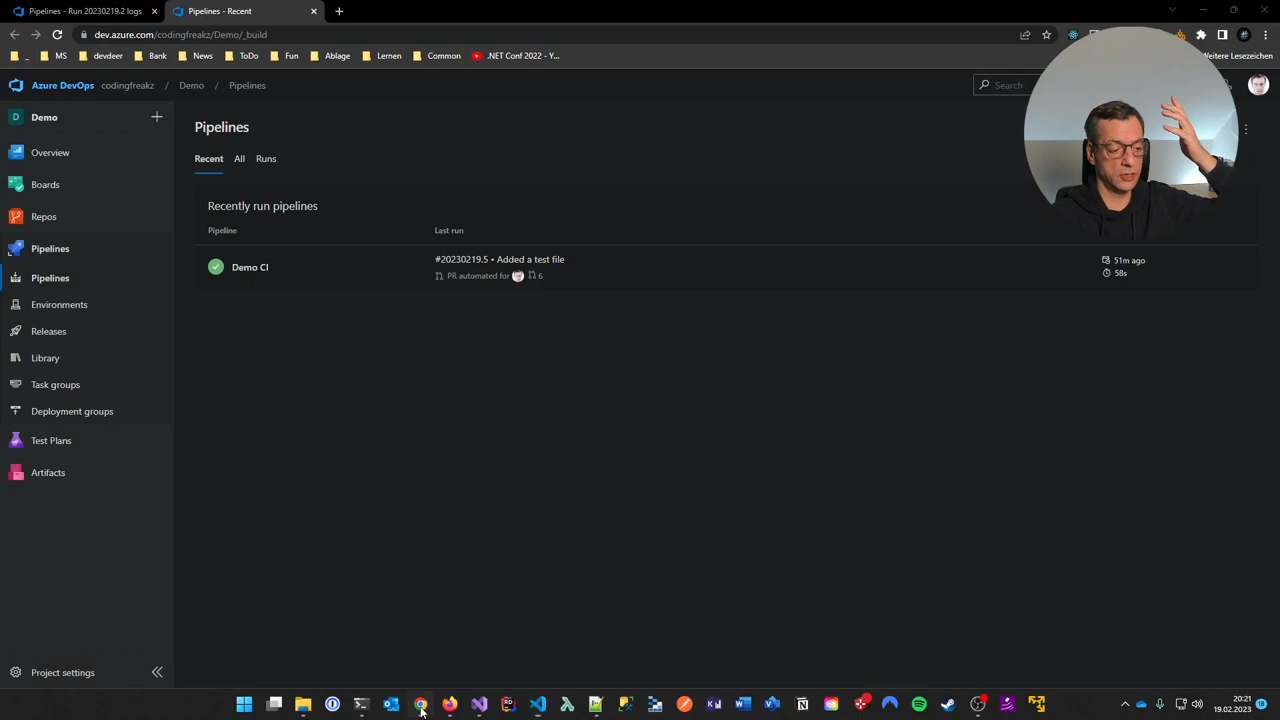 Pipelines - Run 20230219.2 logs
Pipelines - Recent
dev.azure.com/codingfreakz/Demo/_build
MS
devdeer
Bank
News
ToDo
Fun
Ablage
Lernen
Common
.NET Conf 2022 - Y...
Weitere Lesezeichen
Azure DevOps
codingfreakz / Demo / Pipelines
Search
D
Demo
Overview
Boards
Repos
Pipelines
Pipelines
Environments
Releases
Library
Task groups
Deployment groups
Test Plans
Artifacts
Project settings
Pipelines
Recent
All
Runs
Recently run pipelines
Pipeline
Last run
Demo CI
#20230219.5 • Added a test file
PR automated for
6
51m ago
58s
20:21
19.02.2023